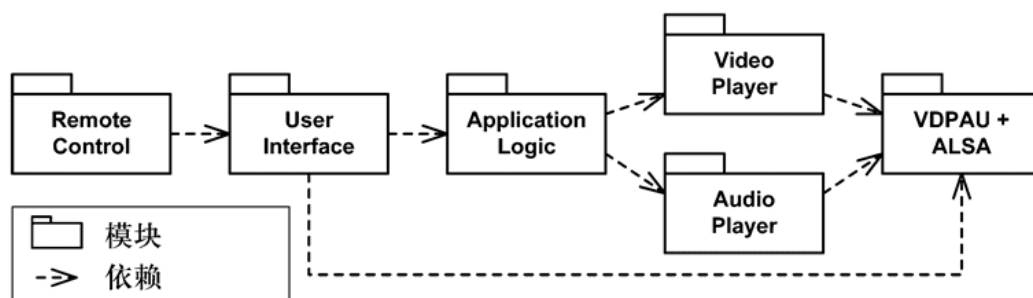 Remote
Control
User
Interface
Application
Logic
Video
Player
Audio
Player
VDPAU +
ALSA
模块
依赖